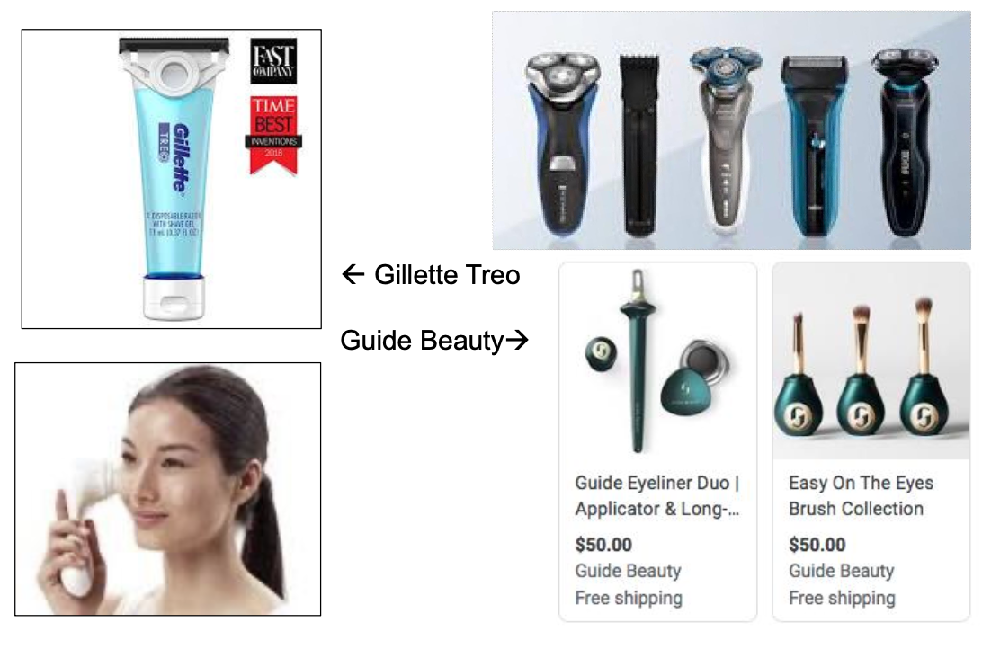 FAST
COMPANY
TIME
BEST
INVENTIONS
2018
Gillette
TREO
DISPOSABLE RAZOR
WITH SHAVE GEL
11 mL (0.37 FL OZ)
← Gillette Treo
Guide Beauty→
Guide Eyeliner Duo |
Applicator & Long-...
$50.00
Guide Beauty
Free shipping
Easy On The Eyes
Brush Collection
$50.00
Guide Beauty
Free shipping